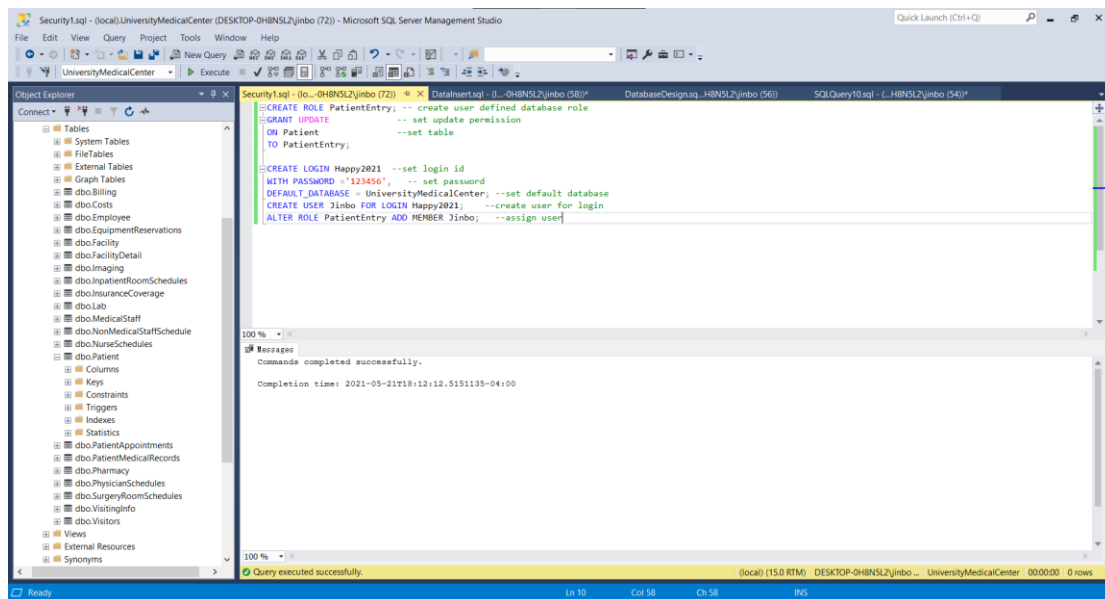 Security1.sql - (local).UniversityMedicalCenter (DESKTOP-0H8N5L2\jinbo (72)) - Microsoft SQL Server Management Studio
Quick Launch (Ctrl+Q)
File Edit View Query Project Tools Window Help
New Query
UniversityMedicalCenter Execute
Object Explorer
Connect
Tables
System Tables
FileTables
External Tables
Graph Tables
dbo.Billing
dbo.Costs
dbo.Employee
dbo.EquipmentReservations
dbo.Facility
dbo.FacilityDetail
dbo.Imaging
dbo.InpatientRoomSchedules
dbo.InsuranceCoverage
dbo.Lab
dbo.MedicalStaff
dbo.NonMedicalStaffSchedule
dbo.NurseSchedules
dbo.Patient
Columns
Keys
Constraints
Triggers
Indexes
Statistics
dbo.PatientAppointments
dbo.PatientMedicalRecords
dbo.Pharmacy
dbo.PhysicianSchedules
dbo.SurgeryRoomSchedules
dbo.VisitingInfo
dbo.Visitors
Views
External Resources
Synonyms
Security1.sql - (lo...-0H8N5L2\jinbo (72)) DataInsert.sql - (l...-0H8N5L2\jinbo (58))* DatabaseDesign.sq...H8N5L2\jinbo (56)) SQLQuery10.sql - (...H8N5L2\jinbo (54))*
CREATE ROLE PatientEntry; -- create user defined database role
GRANT UPDATE -- set update permission
ON Patient --set table
TO PatientEntry;
CREATE LOGIN Happy2021 --set login id
WITH PASSWORD ='123456', -- set password
DEFAULT_DATABASE = UniversityMedicalCenter; --set default database
CREATE USER Jinbo FOR LOGIN Happy2021; --create user for login
ALTER ROLE PatientEntry ADD MEMBER Jinbo; --assign user
100 %
Messages
Commands completed successfully.
Completion time: 2021-05-21T18:12:12.5151135-04:00
100 %
Query executed successfully. (local) (15.0 RTM) DESKTOP-0H8N5L2\jinbo ... UniversityMedicalCenter 00:00:00 0 rows
Ready Ln 10 Col 58 Ch 58 INS